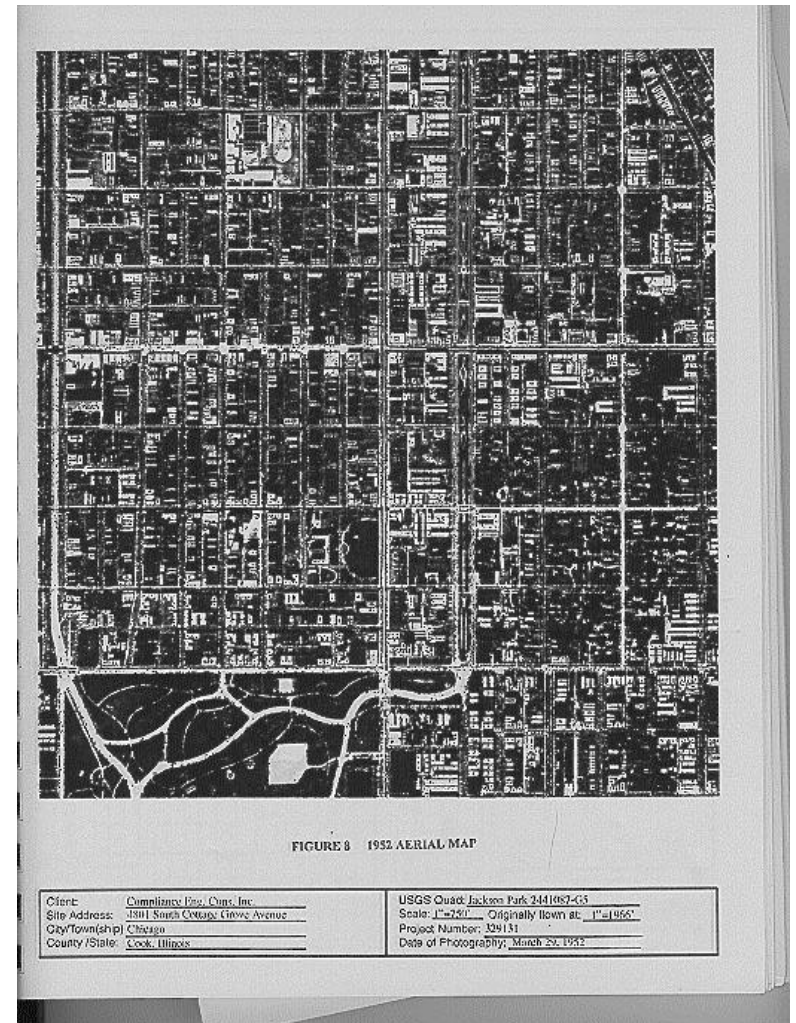 FIGURE 8 1952 AERIAL MAP
Client: Compliance Eng. Cons. Inc.
Site Address: 4801 South Cottage Grove Avenue
City/Town(ship) Chicago
County /State: Cook, Illinois
USGS Quad: Jackson Park 2441087-G5
Scale: 1"=750' Originally flown at: 1"=1966'
Project Number: 329131
Date of Photography: March 29, 1952